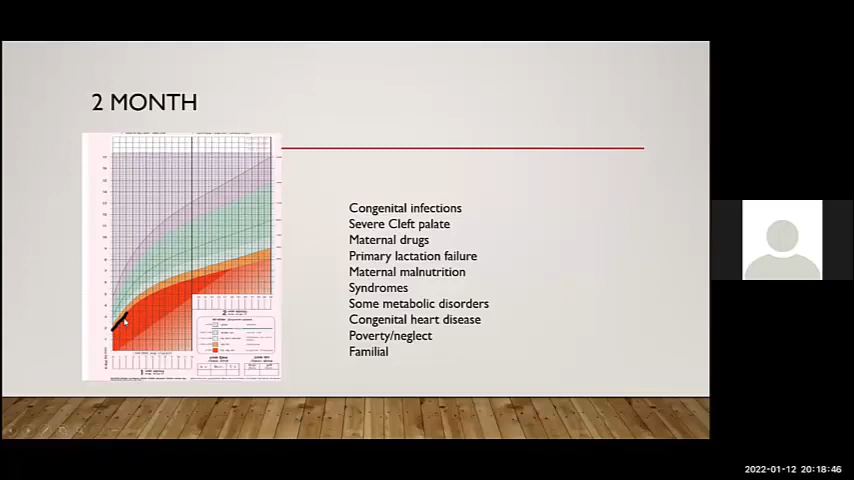 2 MONTH
Congenital infections
Severe Cleft palate
Maternal drugs
Primary lactation failure
Maternal malnutrition
Syndromes
Some metabolic disorders
Congenital heart disease
Poverty/neglect
Familial
2022-01-12 20:18:46